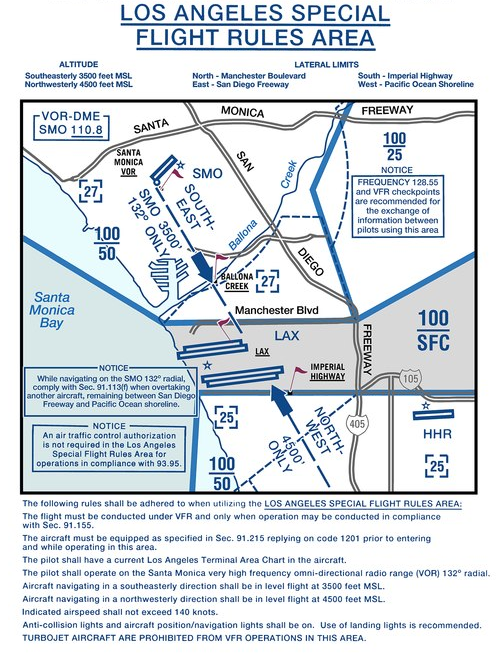 LOS ANGELES SPECIAL
FLIGHT RULES AREA
ALTITUDE
Southeasterly 3500 feet MSL
Northwesterly 4500 feet MSL
LATERAL LIMITS
North - Manchester Boulevard
East - San Diego Freeway
South - Imperial Highway
West - Pacific Ocean Shoreline
VOR-DME
SMO 110.8
SANTA MONICA FREEWAY
SANTA
MONICA
VOR
SMO
SAN DIEGO FREEWAY
Creek
Ballona
100
25
NOTICE
FREQUENCY 128.55
and VFR checkpoints
are recommended for
the exchange of
information between
pilots using this area
27
SOUTH-
EAST
SMO 3500'
132° ONLY
100
50
BALLONA
CREEK
27
Santa
Monica
Bay
Manchester Blvd
LAX
LAX
100
SFC
IMPERIAL
HIGHWAY
105
NOTICE
While navigating on the SMO 132° radial,
comply with Sec. 91.113(f) when overtaking
another aircraft, remaining between San Diego
Freeway and Pacific Ocean shoreline.
NOTICE
An air traffic control authorization
is not required in the Los Angeles
Special Flight Rules Area for
operations in compliance with 93.95.
25
NORTH-
WEST
4500'
ONLY
405
HHR
25
100
50
The following rules shall be adhered to when utilizing the LOS ANGELES SPECIAL FLIGHT RULES AREA:
The flight must be conducted under VFR and only when operation may be conducted in compliance
with Sec. 91.155.
The aircraft must be equipped as specified in Sec. 91.215 replying on code 1201 prior to entering
and while operating in this area.
The pilot shall have a current Los Angeles Terminal Area Chart in the aircraft.
The pilot shall operate on the Santa Monica very high frequency omni-directional radio range (VOR) 132° radial.
Aircraft navigating in a southeasterly direction shall be in level flight at 3500 feet MSL.
Aircraft navigating in a northwesterly direction shall be in level flight at 4500 feet MSL.
Indicated airspeed shall not exceed 140 knots.
Anti-collision lights and aircraft position/navigation lights shall be on. Use of landing lights is recommended.
TURBOJET AIRCRAFT ARE PROHIBITED FROM VFR OPERATIONS IN THIS AREA.